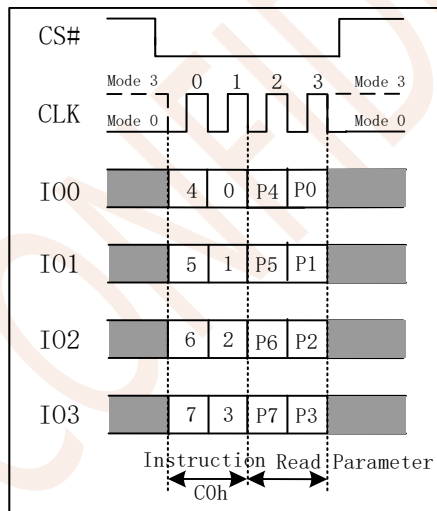 CS#
Mode 3 0 1 2 3 Mode 3
CLK
Mode 0 Mode 0
IO0 4 0 P4 P0
IO1 5 1 P5 P1
IO2 6 2 P6 P2
IO3 7 3 P7 P3
Instruction Read Parameter
C0h